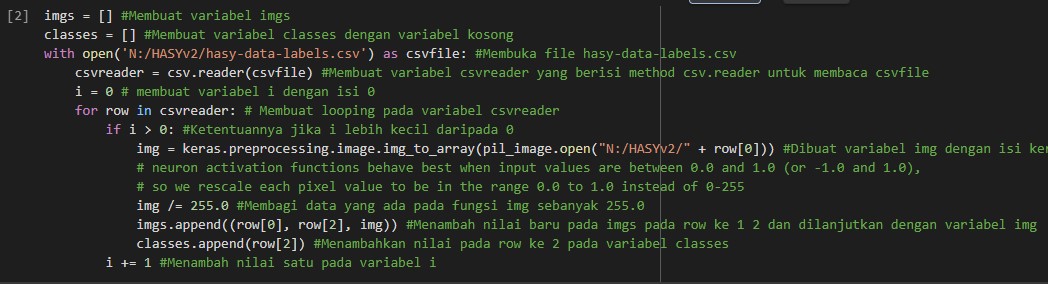 [2] imgs = [] #Membuat variabel imgs
classes = [] #Membuat variabel classes dengan variabel kosong
with open('N:/HASYv2/hasy-data-labels.csv') as csvfile: #Membuka file hasy-data-labels.csv
    csvreader = csv.reader(csvfile) #Membuat variabel csvreader yang berisi method csv.reader untuk membaca csvfile
    i = 0 # membuat variabel i dengan isi 0
    for row in csvreader: # Membuat looping pada variabel csvreader
        if i > 0: #Ketentuannya jika i lebih kecil daripada 0
            img = keras.preprocessing.image.img_to_array(pil_image.open("N:/HASYv2/" + row[0])) #Dibuat variabel img dengan isi
            # neuron activation functions behave best when input values are between 0.0 and 1.0 (or -1.0 and 1.0),
            # so we rescale each pixel value to be in the range 0.0 to 1.0 instead of 0-255
            img /= 255.0 #Membagi data yang ada pada fungsi img sebanyak 255.0
            imgs.append((row[0], row[2], img)) #Menambah nilai baru pada imgs pada row ke 1 2 dan dilanjutkan dengan variabel img
            classes.append(row[2]) #Menambahkan nilai pada row ke 2 pada variabel classes
        i += 1 #Menambah nilai satu pada variabel i